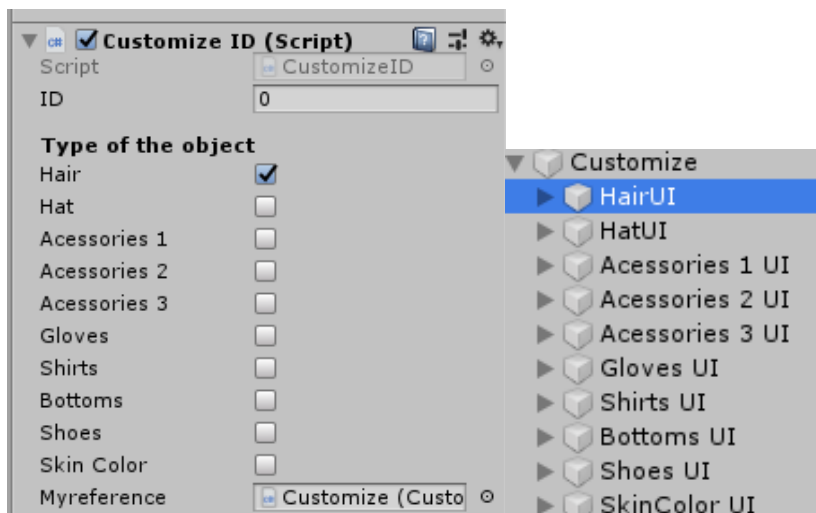 Customize ID (Script)
Script CustomizeID
ID 0
Type of the object
Hair
Hat
Acessories 1
Acessories 2
Acessories 3
Gloves
Shirts
Bottoms
Shoes
Skin Color
Myreference Customize (Custo
Customize
HairUI
HatUI
Acessories 1 UI
Acessories 2 UI
Acessories 3 UI
Gloves UI
Shirts UI
Bottoms UI
Shoes UI
SkinColor UI